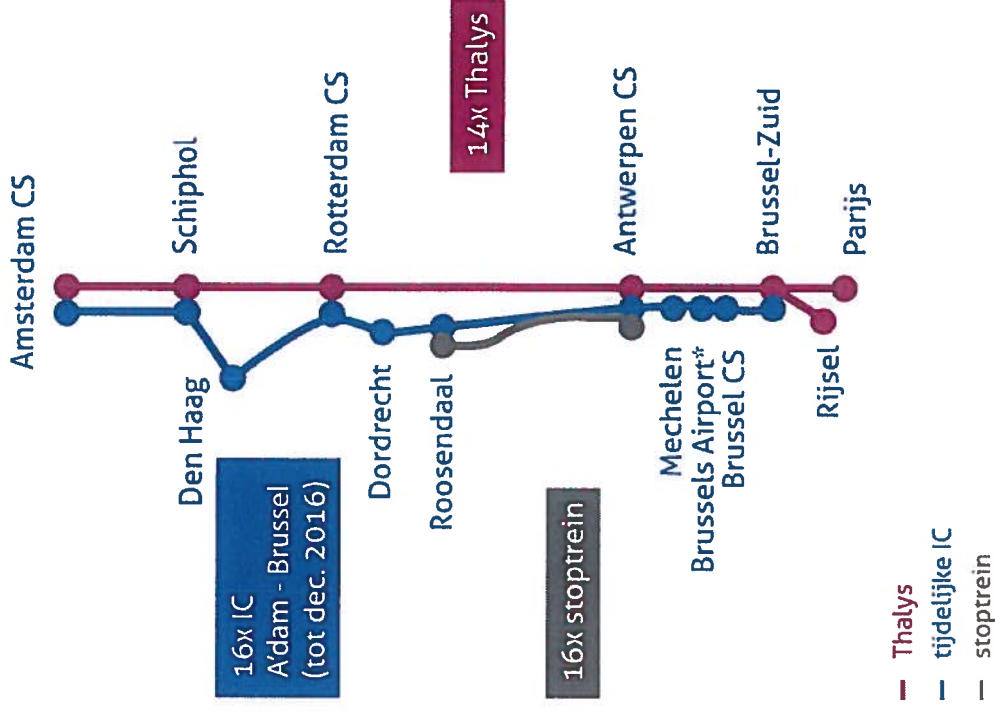 Amsterdam CS
Schiphol
Den Haag
16x IC
A'dam - Brussel
(tot dec. 2016)
Rotterdam CS
Dordrecht
Roosendaal
14x Thalys
16x stoptrein
Antwerpen CS
Mechelen
Brussels Airport*
Brussel CS
Brussel-Zuid
Rijsel
Parijs
Thalys
tijdelijke IC
stoptrein